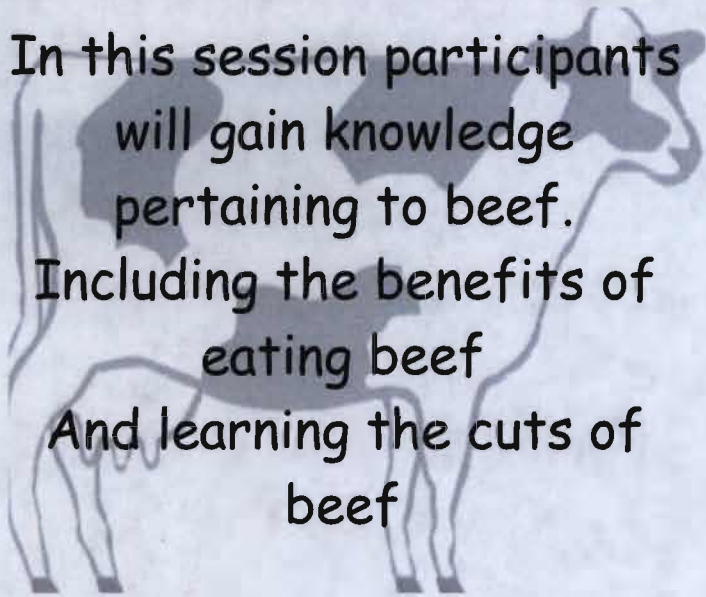 In this session participants
will gain knowledge
pertaining to beef.
Including the benefits of
eating beef
And learning the cuts of
beef